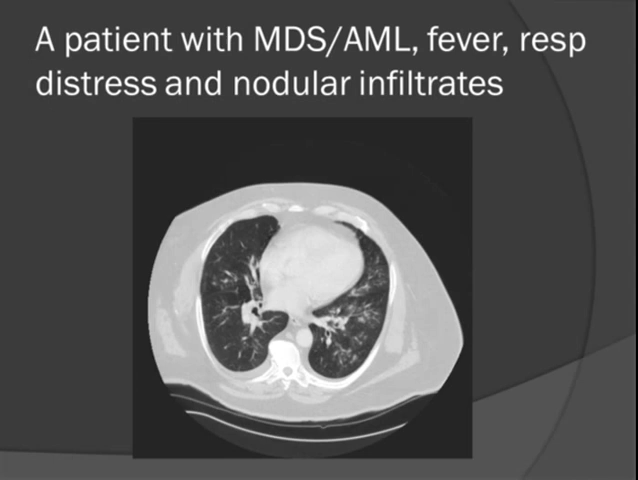 A patient with MDS/AML, fever, resp
distress and nodular infiltrates